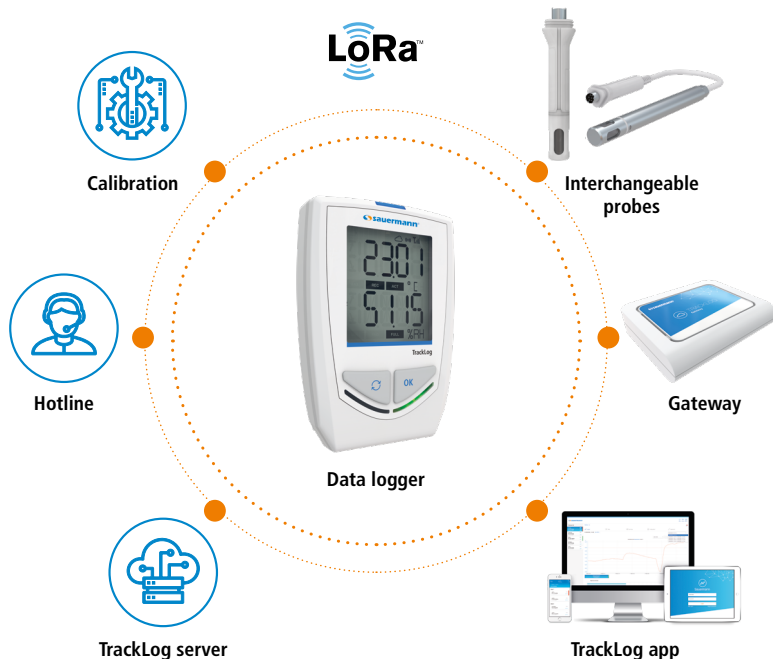 LoRa™
Calibration
Interchangeable
probes
sauermann®
23.01
°C
51.15
%RH
TrackLog
OK
Hotline
Gateway
Data logger
TrackLog server
TrackLog app